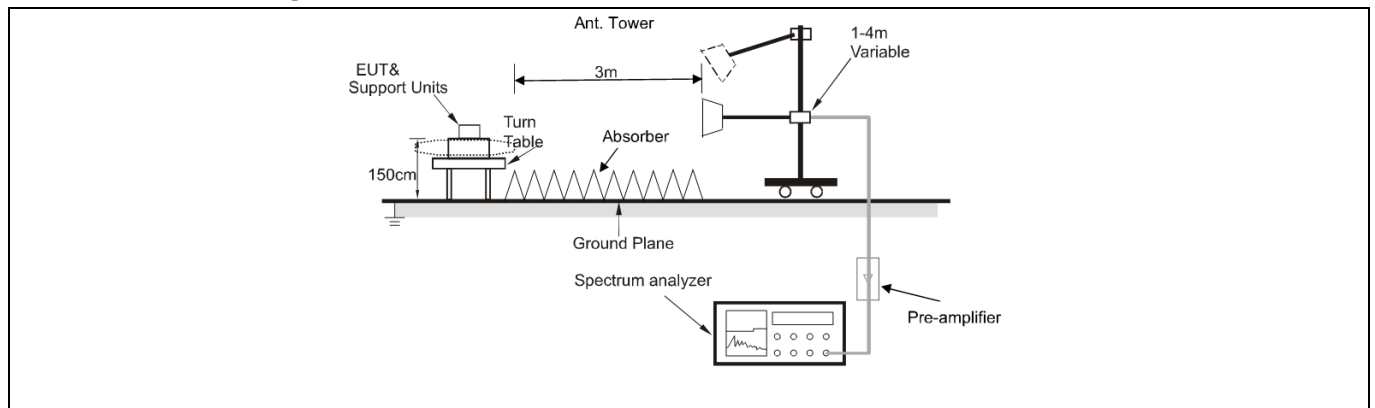 Ant. Tower
1-4m
Variable
3m
EUT&
Support Units
Turn
Table
Absorber
150cm
Ground Plane
Spectrum analyzer
Pre-amplifier